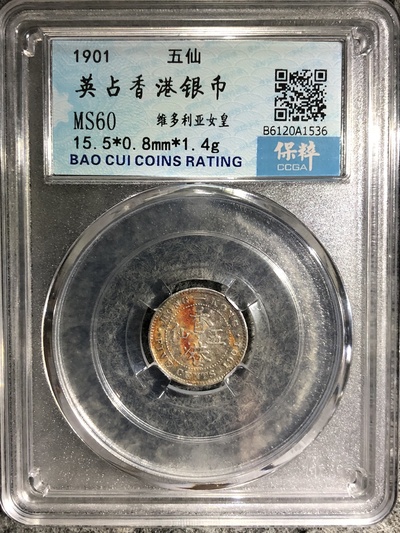 1901 五仙
英占香港银币
MS60 维多利亚女皇
15.5*0.8mm*1.4g
BAO CUI COINS RATING
B6120A1536
保粹
CCGA